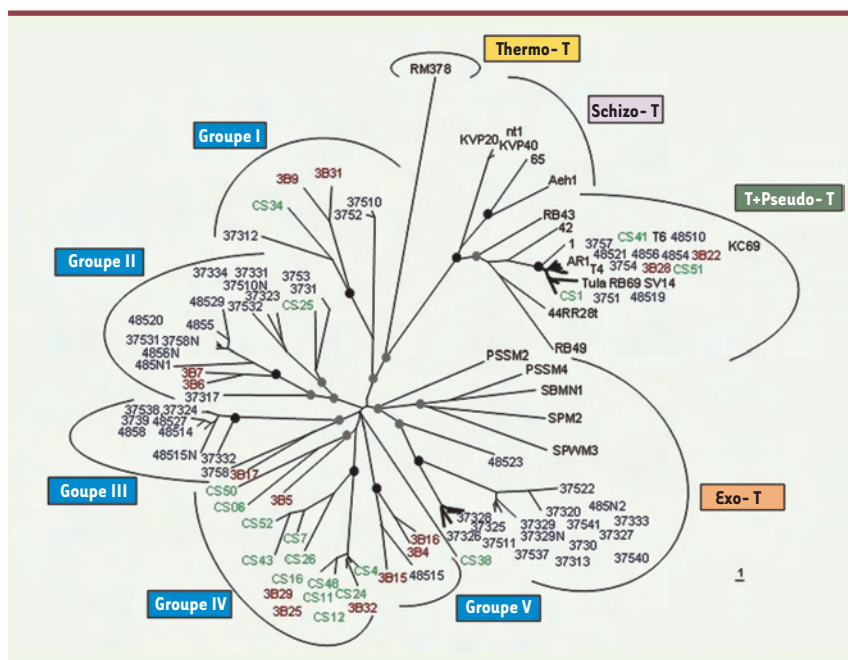 Thermo-T
RM378
Schizo-T
nt1
KVP20 KVP40
65
Aeh1
Groupe I
3B9 3B31
CS34
37510
3752
37312
T+Pseudo-T
RB43
42
1 3757 CS41 T6 48510
KC69
AR1 48521 4856 4854 3B22
T4 3754 3B28 CS51
Tula RB69 SV14
CS1 3751 48519
44RR28t
RB49
Groupe II
37334 37331 3753
37510N 3731
48529 37323 CS25
37532
48520 4855
37531 3758N
4856N
485N1
3B7
3B6
37317
PSSM2
PSSM4
SBMN1
SPM2
SPWM3
48523
37538 37324
3739 48527
4858 48514
48515N 37332
3758 3B17
Goupe III
CS50
CS06 3B5
CS52 CS7
CS43 CS26
CS16 CS48 CS4
3B29 CS11 CS24
3B25 3B32
CS12
Groupe IV
3B16
3B4
3B15 48515
CS38
Groupe V
Exo-T
37522
37320 485N2
37328 37329 37541 37333
37325
37326 37329N 37327
37511 3730
37537 37540
37313
1